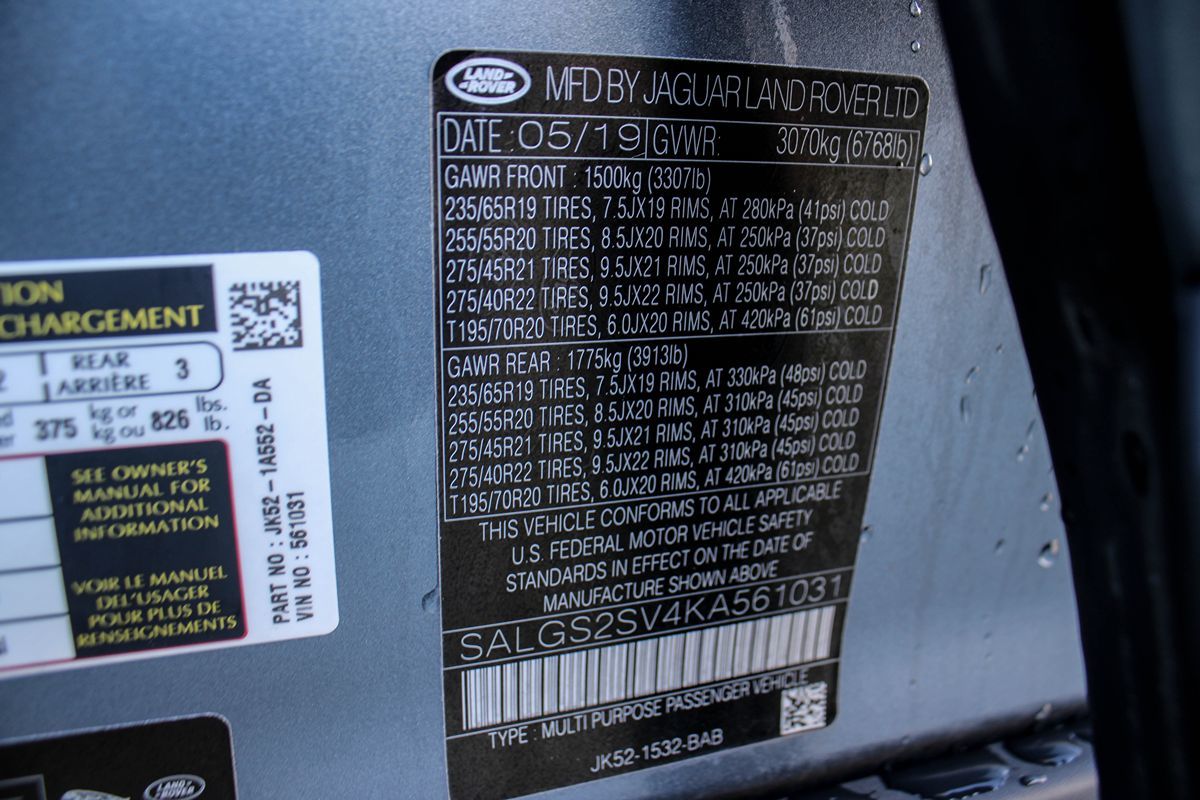 LAND ROVER
MFD BY JAGUAR LAND ROVER LTD
DATE : 05/19 GVWR: 3070kg (6768lb)
GAWR FRONT : 1500kg (3307lb)
235/65R19 TIRES, 7.5JX19 RIMS, AT 280kPa (41psi) COLD
255/55R20 TIRES, 8.5JX20 RIMS, AT 250kPa (37psi) COLD
275/45R21 TIRES, 9.5JX21 RIMS, AT 250kPa (37psi) COLD
275/40R22 TIRES, 9.5JX22 RIMS, AT 250kPa (37psi) COLD
T195/70R20 TIRES, 6.0JX20 RIMS, AT 420kPa (61psi) COLD
GAWR REAR : 1775kg (3913lb)
235/65R19 TIRES, 7.5JX19 RIMS, AT 330kPa (48psi) COLD
255/55R20 TIRES, 8.5JX20 RIMS, AT 310kPa (45psi) COLD
275/45R21 TIRES, 9.5JX21 RIMS, AT 310kPa (45psi) COLD
275/40R22 TIRES, 9.5JX22 RIMS, AT 310kPa (45psi) COLD
T195/70R20 TIRES, 6.0JX20 RIMS, AT 420kPa (61psi) COLD
THIS VEHICLE CONFORMS TO ALL APPLICABLE
U.S. FEDERAL MOTOR VEHICLE SAFETY
STANDARDS IN EFFECT ON THE DATE OF
MANUFACTURE SHOWN ABOVE
SALGS2SV4KA561031
TYPE : MULTI PURPOSE PASSENGER VEHICLE
JK52-1532-BAB
TION
CHARGEMENT
2 REAR
ARRIÈRE 3
375 kg or 826 lbs.
kg ou lb.
SEE OWNER'S
MANUAL FOR
ADDITIONAL
INFORMATION
VOIR LE MANUEL
DEL'USAGER
POUR PLUS DE
RENSEIGNEMENTS
PART NO : JK52-1A552-DA
VIN NO : 561031
LAND ROVER